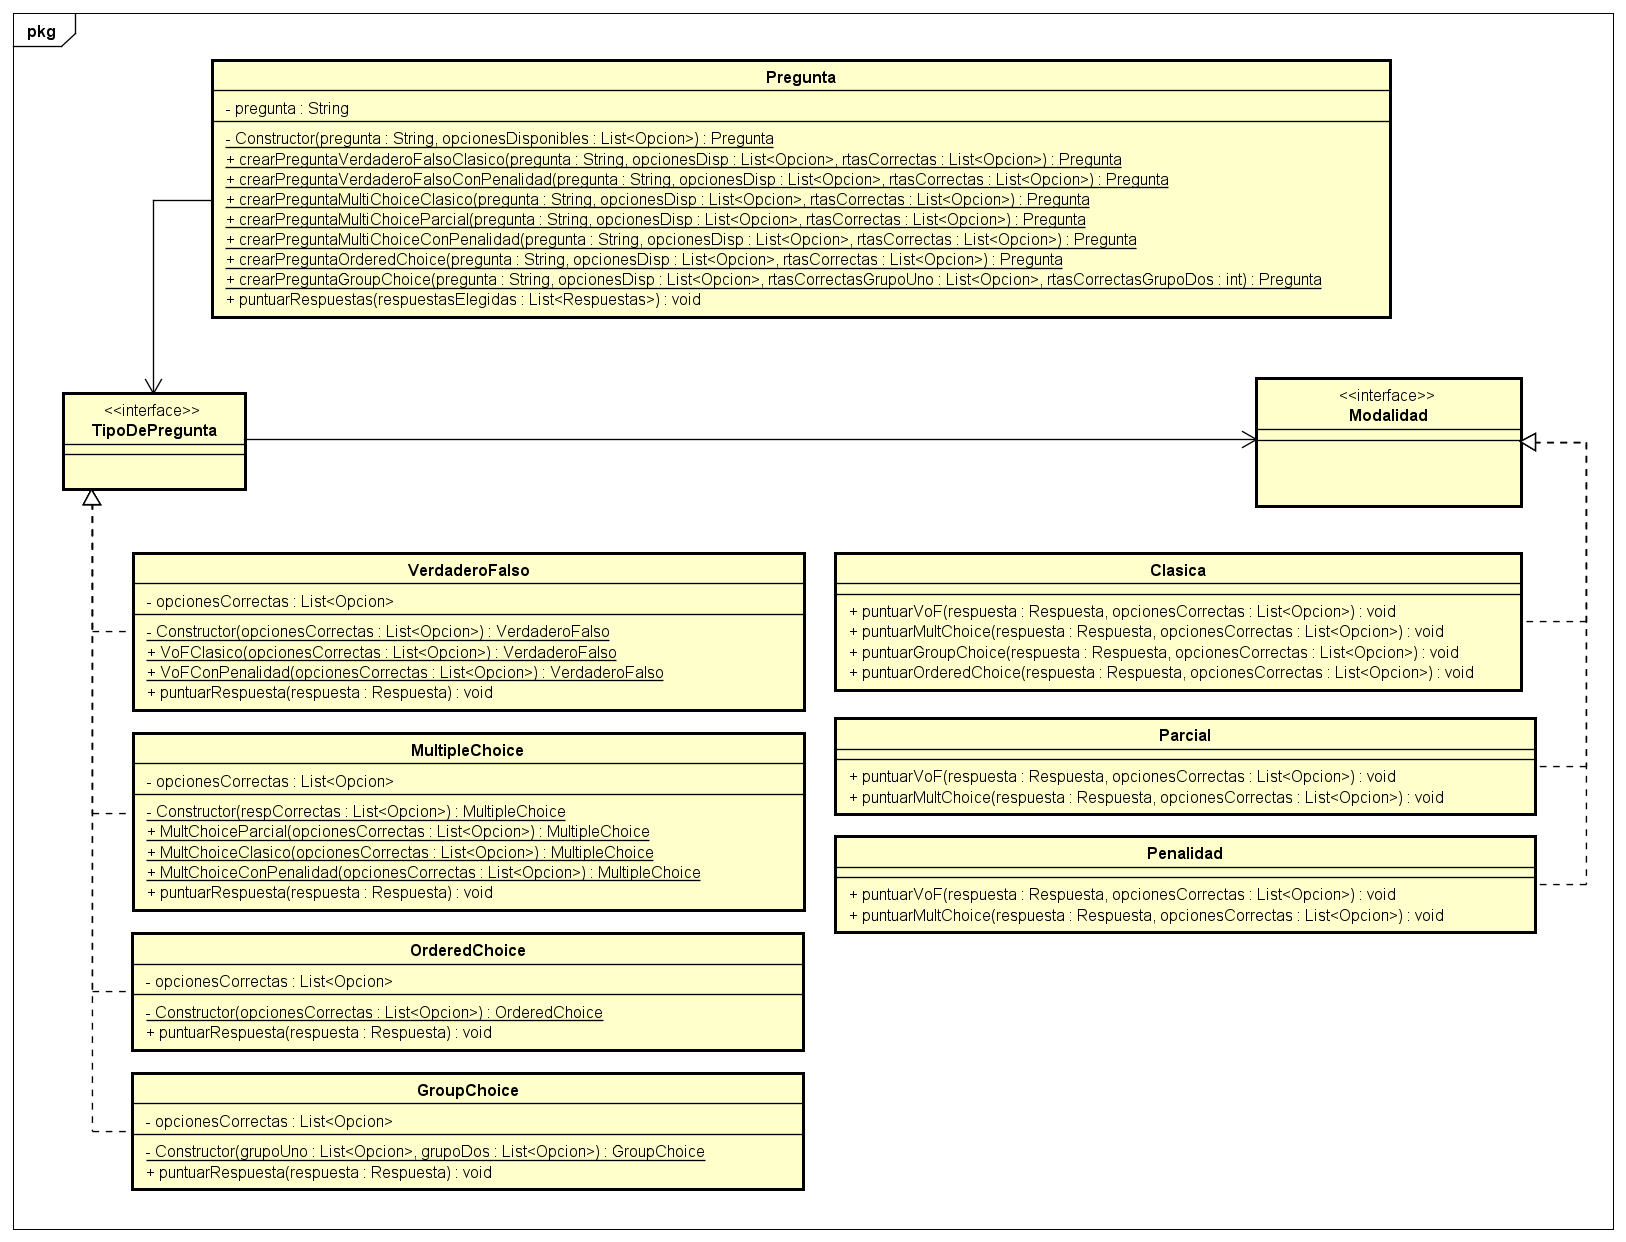 pkg
Pregunta
- pregunta : String
- Constructor(pregunta : String, opcionesDisponibles : List<Opcion>) : Pregunta
+ crearPreguntaVerdaderoFalsoClasico(pregunta : String, opcionesDisp : List<Opcion>, rtasCorrectas : List<Opcion>) : Pregunta
+ crearPreguntaVerdaderoFalsoConPenalidad(pregunta : String, opcionesDisp : List<Opcion>, rtasCorrectas : List<Opcion>) : Pregunta
+ crearPreguntaMultiChoiceClasico(pregunta : String, opcionesDisp : List<Opcion>, rtasCorrectas : List<Opcion>) : Pregunta
+ crearPreguntaMultiChoiceParcial(pregunta : String, opcionesDisp : List<Opcion>, rtasCorrectas : List<Opcion>) : Pregunta
+ crearPreguntaMultiChoiceConPenalidad(pregunta : String, opcionesDisp : List<Opcion>, rtasCorrectas : List<Opcion>) : Pregunta
+ crearPreguntaOrderedChoice(pregunta : String, opcionesDisp : List<Opcion>, rtasCorrectas : List<Opcion>) : Pregunta
+ crearPreguntaGroupChoice(pregunta : String, opcionesDisp : List<Opcion>, rtasCorrectasGrupoUno : List<Opcion>, rtasCorrectasGrupoDos : int) : Pregunta
+ puntuarRespuestas(respuestasElegidas : List<Respuestas>) : void
<<interface>>
TipoDePregunta
<<interface>>
Modalidad
VerdaderoFalso
- opcionesCorrectas : List<Opcion>
- Constructor(opcionesCorrectas : List<Opcion>) : VerdaderoFalso
+ VoFClasico(opcionesCorrectas : List<Opcion>) : VerdaderoFalso
+ VoFConPenalidad(opcionesCorrectas : List<Opcion>) : VerdaderoFalso
+ puntuarRespuesta(respuesta : Respuesta) : void
MultipleChoice
- opcionesCorrectas : List<Opcion>
- Constructor(respCorrectas : List<Opcion>) : MultipleChoice
+ MultChoiceParcial(opcionesCorrectas : List<Opcion>) : MultipleChoice
+ MultChoiceClasico(opcionesCorrectas : List<Opcion>) : MultipleChoice
+ MultChoiceConPenalidad(opcionesCorrectas : List<Opcion>) : MultipleChoice
+ puntuarRespuesta(respuesta : Respuesta) : void
OrderedChoice
- opcionesCorrectas : List<Opcion>
- Constructor(opcionesCorrectas : List<Opcion>) : OrderedChoice
+ puntuarRespuesta(respuesta : Respuesta) : void
GroupChoice
- opcionesCorrectas : List<Opcion>
- Constructor(grupoUno : List<Opcion>, grupoDos : List<Opcion>) : GroupChoice
+ puntuarRespuesta(respuesta : Respuesta) : void
Clasica
+ puntuarVoF(respuesta : Respuesta, opcionesCorrectas : List<Opcion>) : void
+ puntuarMultChoice(respuesta : Respuesta, opcionesCorrectas : List<Opcion>) : void
+ puntuarGroupChoice(respuesta : Respuesta, opcionesCorrectas : List<Opcion>) : void
+ puntuarOrderedChoice(respuesta : Respuesta, opcionesCorrectas : List<Opcion>) : void
Parcial
+ puntuarVoF(respuesta : Respuesta, opcionesCorrectas : List<Opcion>) : void
+ puntuarMultChoice(respuesta : Respuesta, opcionesCorrectas : List<Opcion>) : void
Penalidad
+ puntuarVoF(respuesta : Respuesta, opcionesCorrectas : List<Opcion>) : void
+ puntuarMultChoice(respuesta : Respuesta, opcionesCorrectas : List<Opcion>) : void